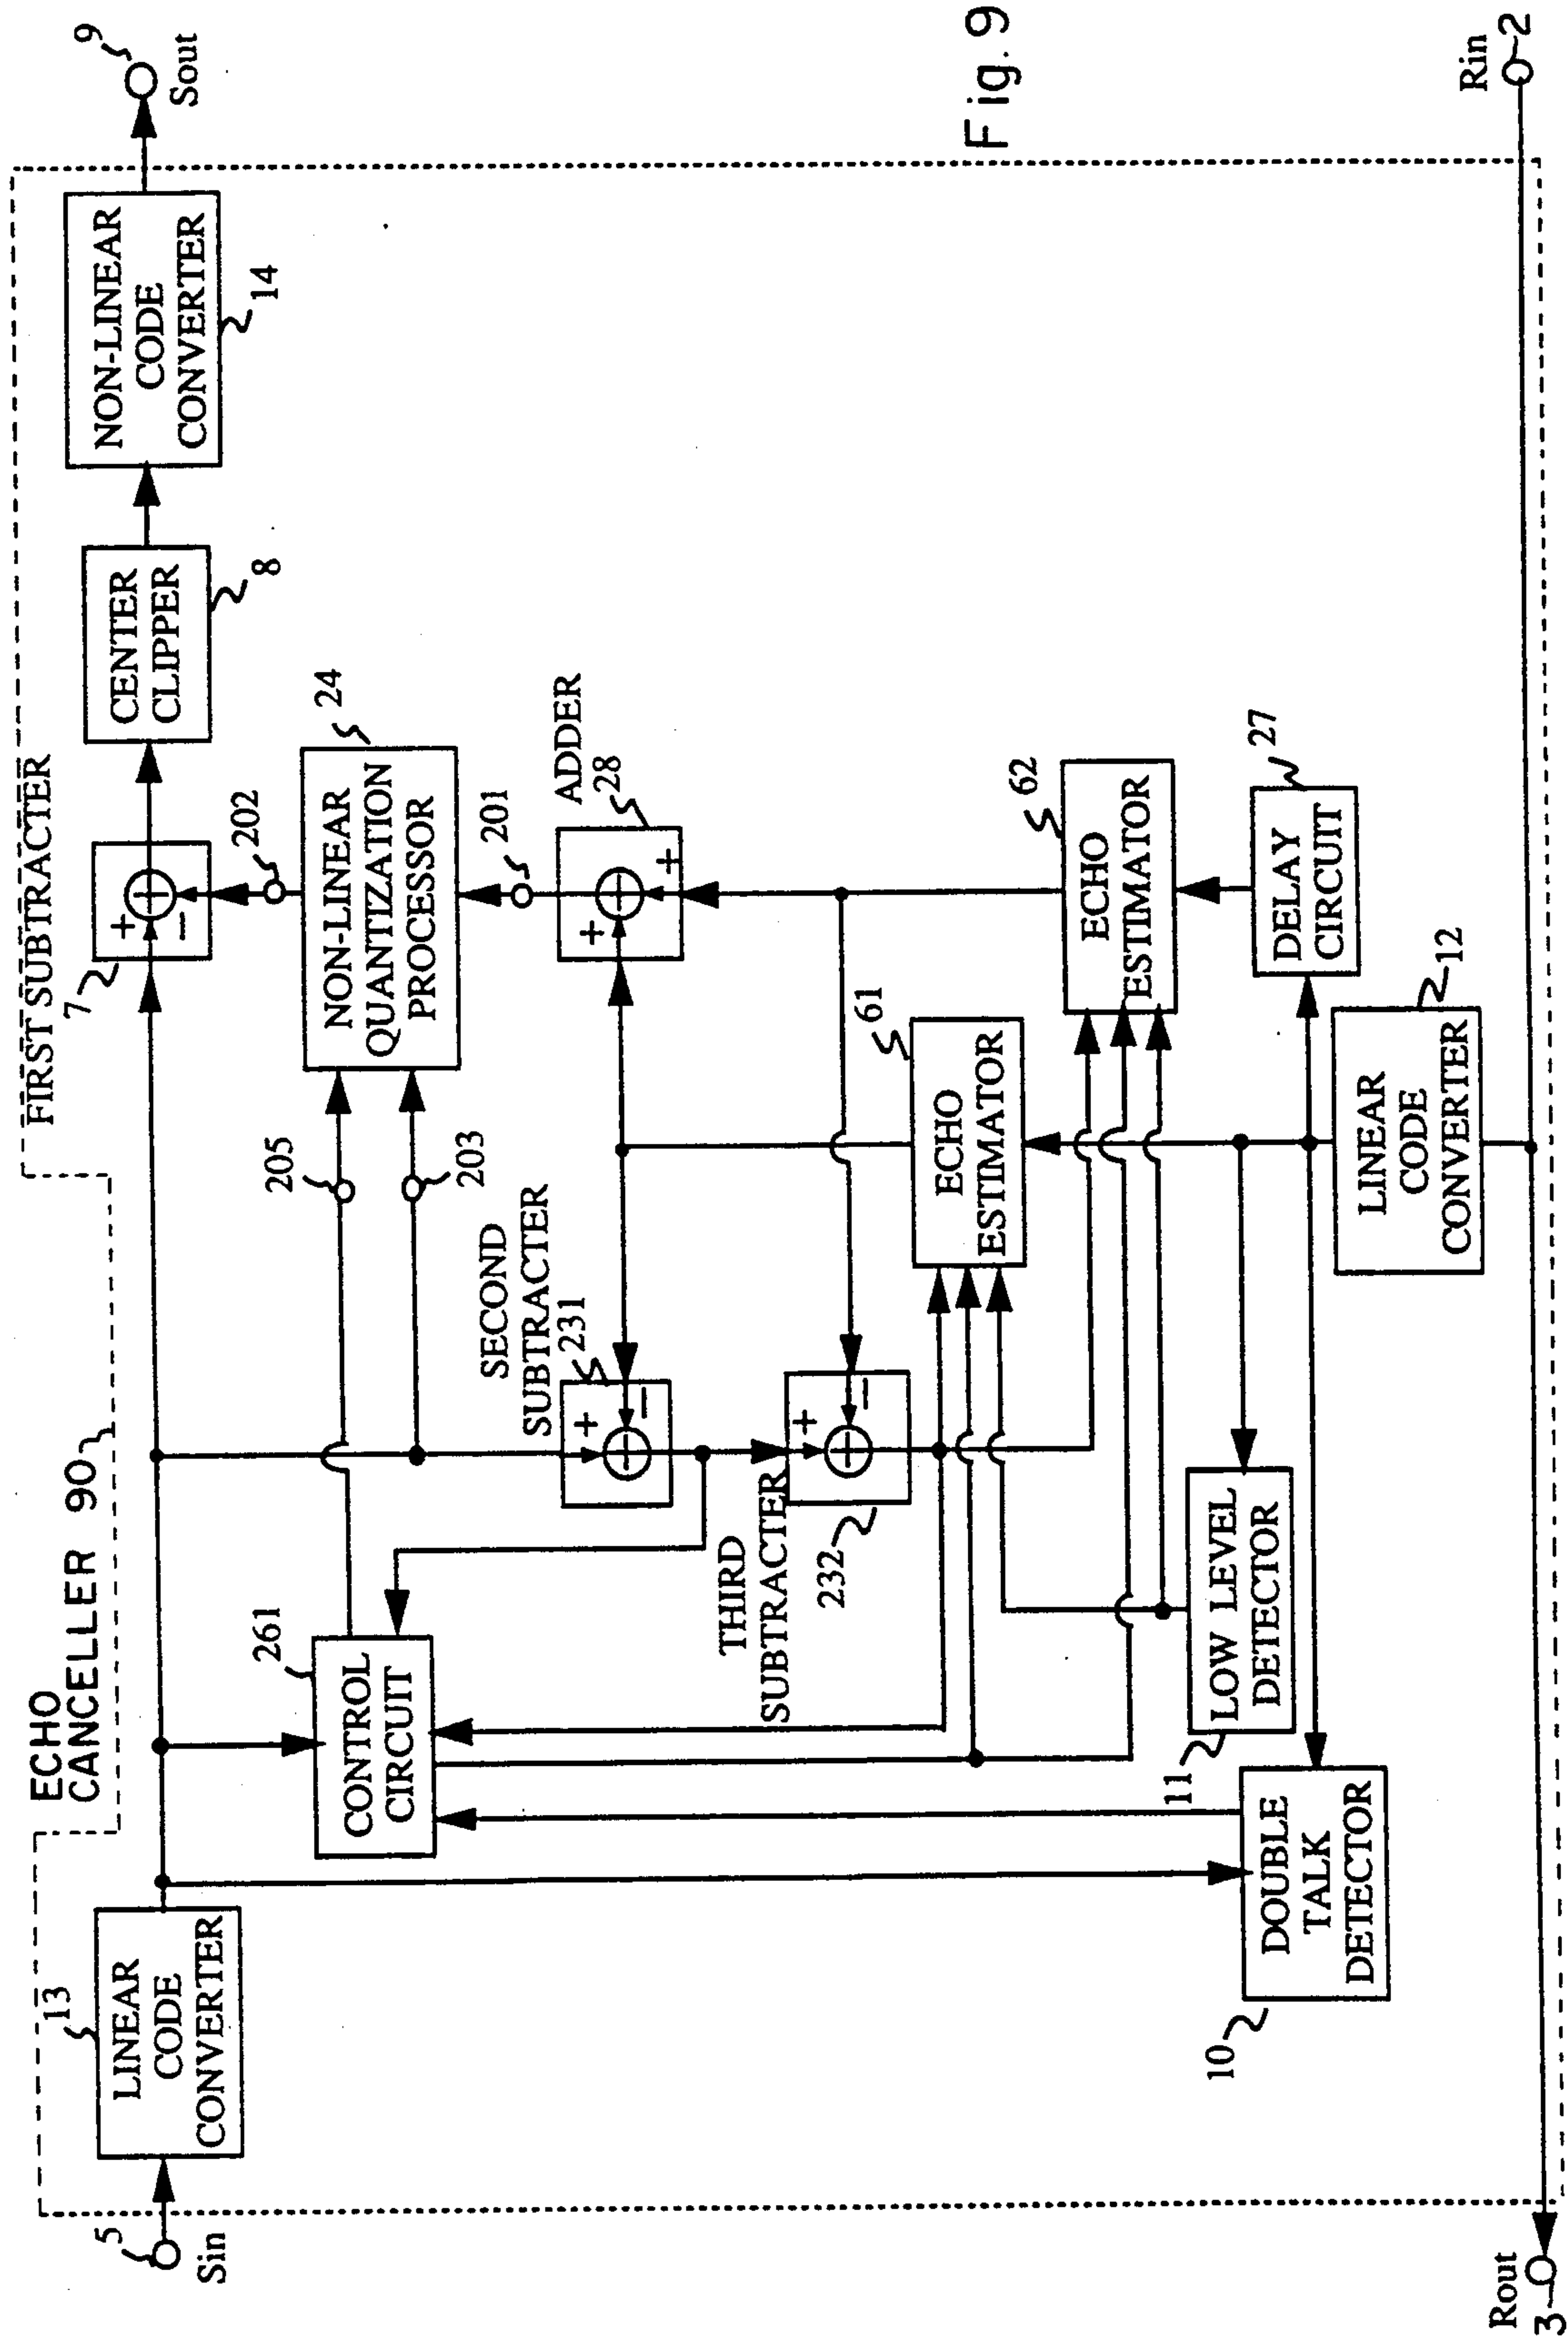 ECHO
CANCELLER 90
FIRST SUBTRACTER
5
Sin
13
LINEAR
CODE
CONVERTER
7
+
−
CENTER
CLIPPER
8
NON-LINEAR
CODE
CONVERTER
14
9
Sout
202
261
CONTROL
CIRCUIT
205
203
NON-LINEAR
QUANTIZATION
PROCESSOR
24
201
SECOND
SUBTRACTER
231
+
−
ADDER
28
+
+
THIRD
SUBTRACTER
232
+
−
61
ECHO
ESTIMATOR
62
ECHO
ESTIMATOR
Fig. 9
11
LOW LEVEL
DETECTOR
10
DOUBLE
TALK
DETECTOR
12
LINEAR
CODE
CONVERTER
27
DELAY
CIRCUIT
Rout
3
Rin
2